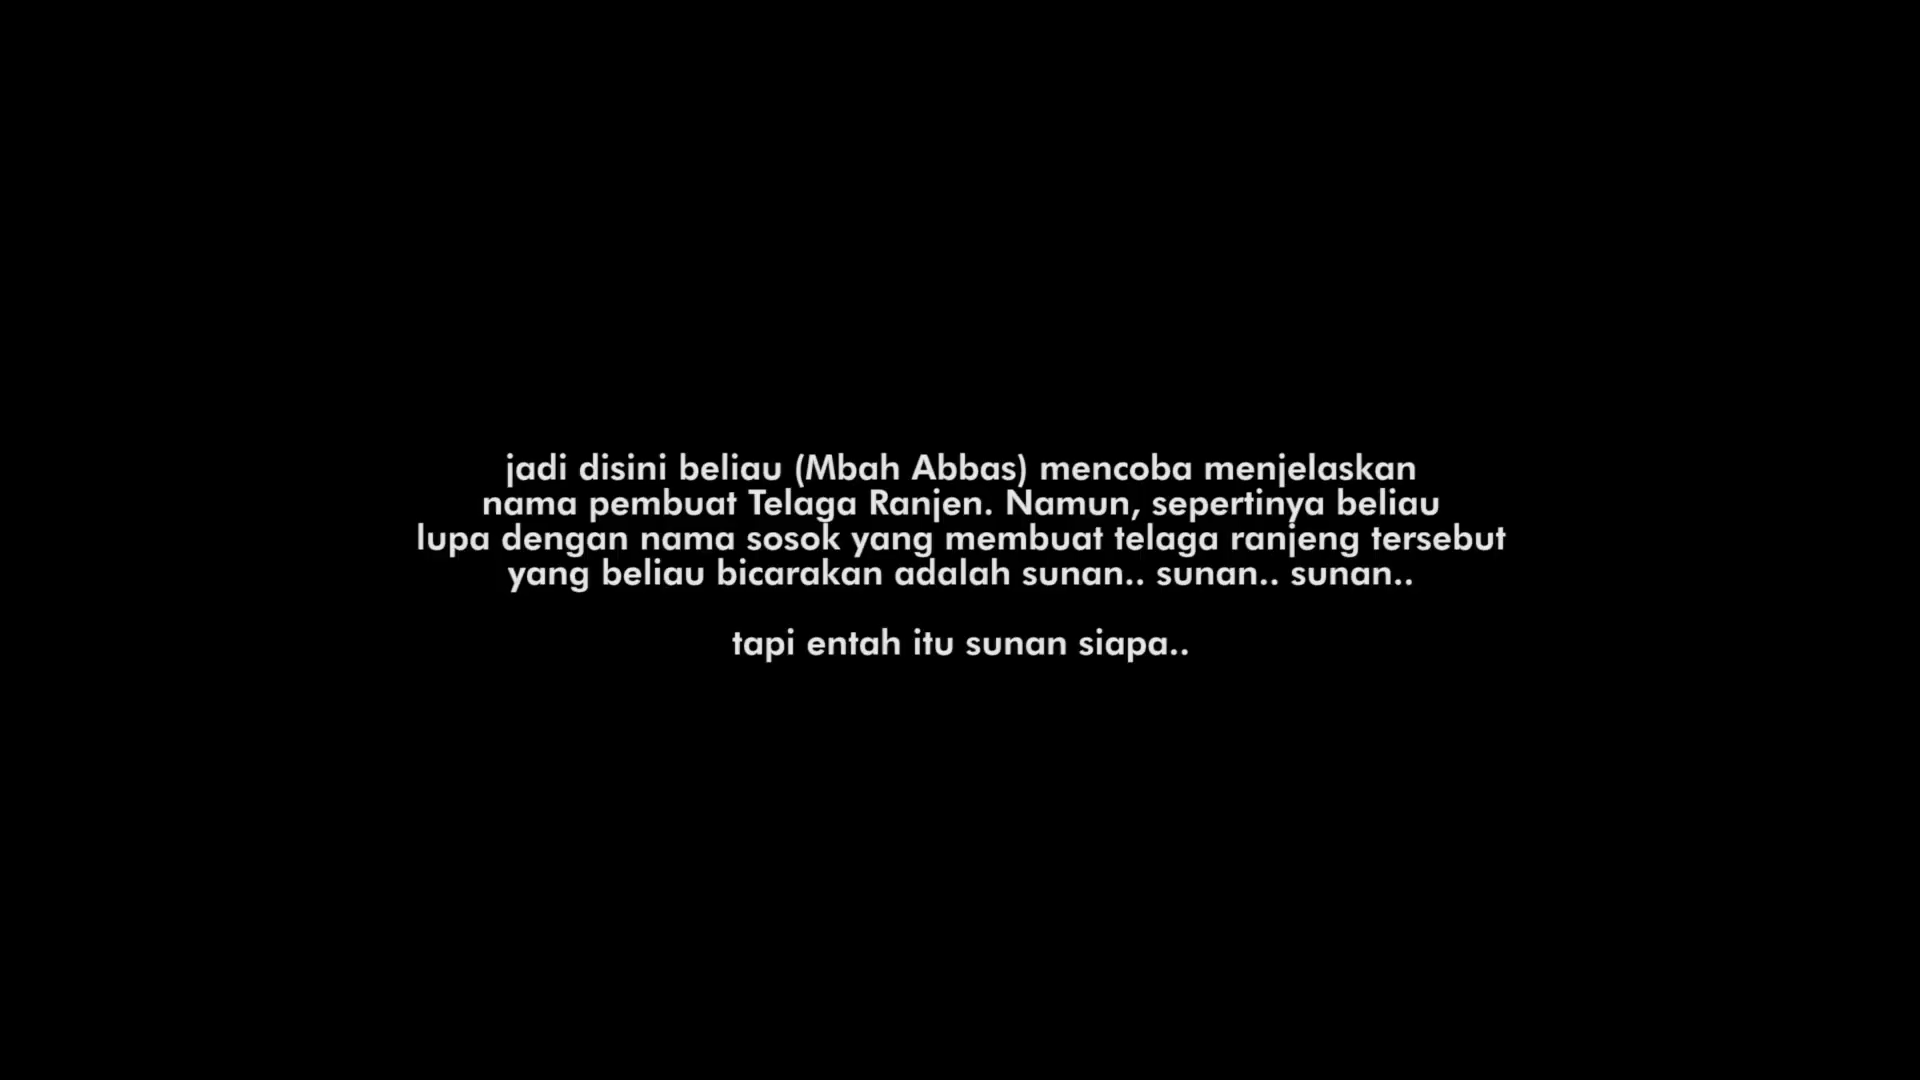 jadi disini beliau (Mbah Abbas) mencoba menjelaskan
nama pembuat Telaga Ranjen. Namun, sepertinya beliau
lupa dengan nama sosok yang membuat telaga ranjeng tersebut
yang beliau bicarakan adalah sunan.. sunan.. sunan..
tapi entah itu sunan siapa..